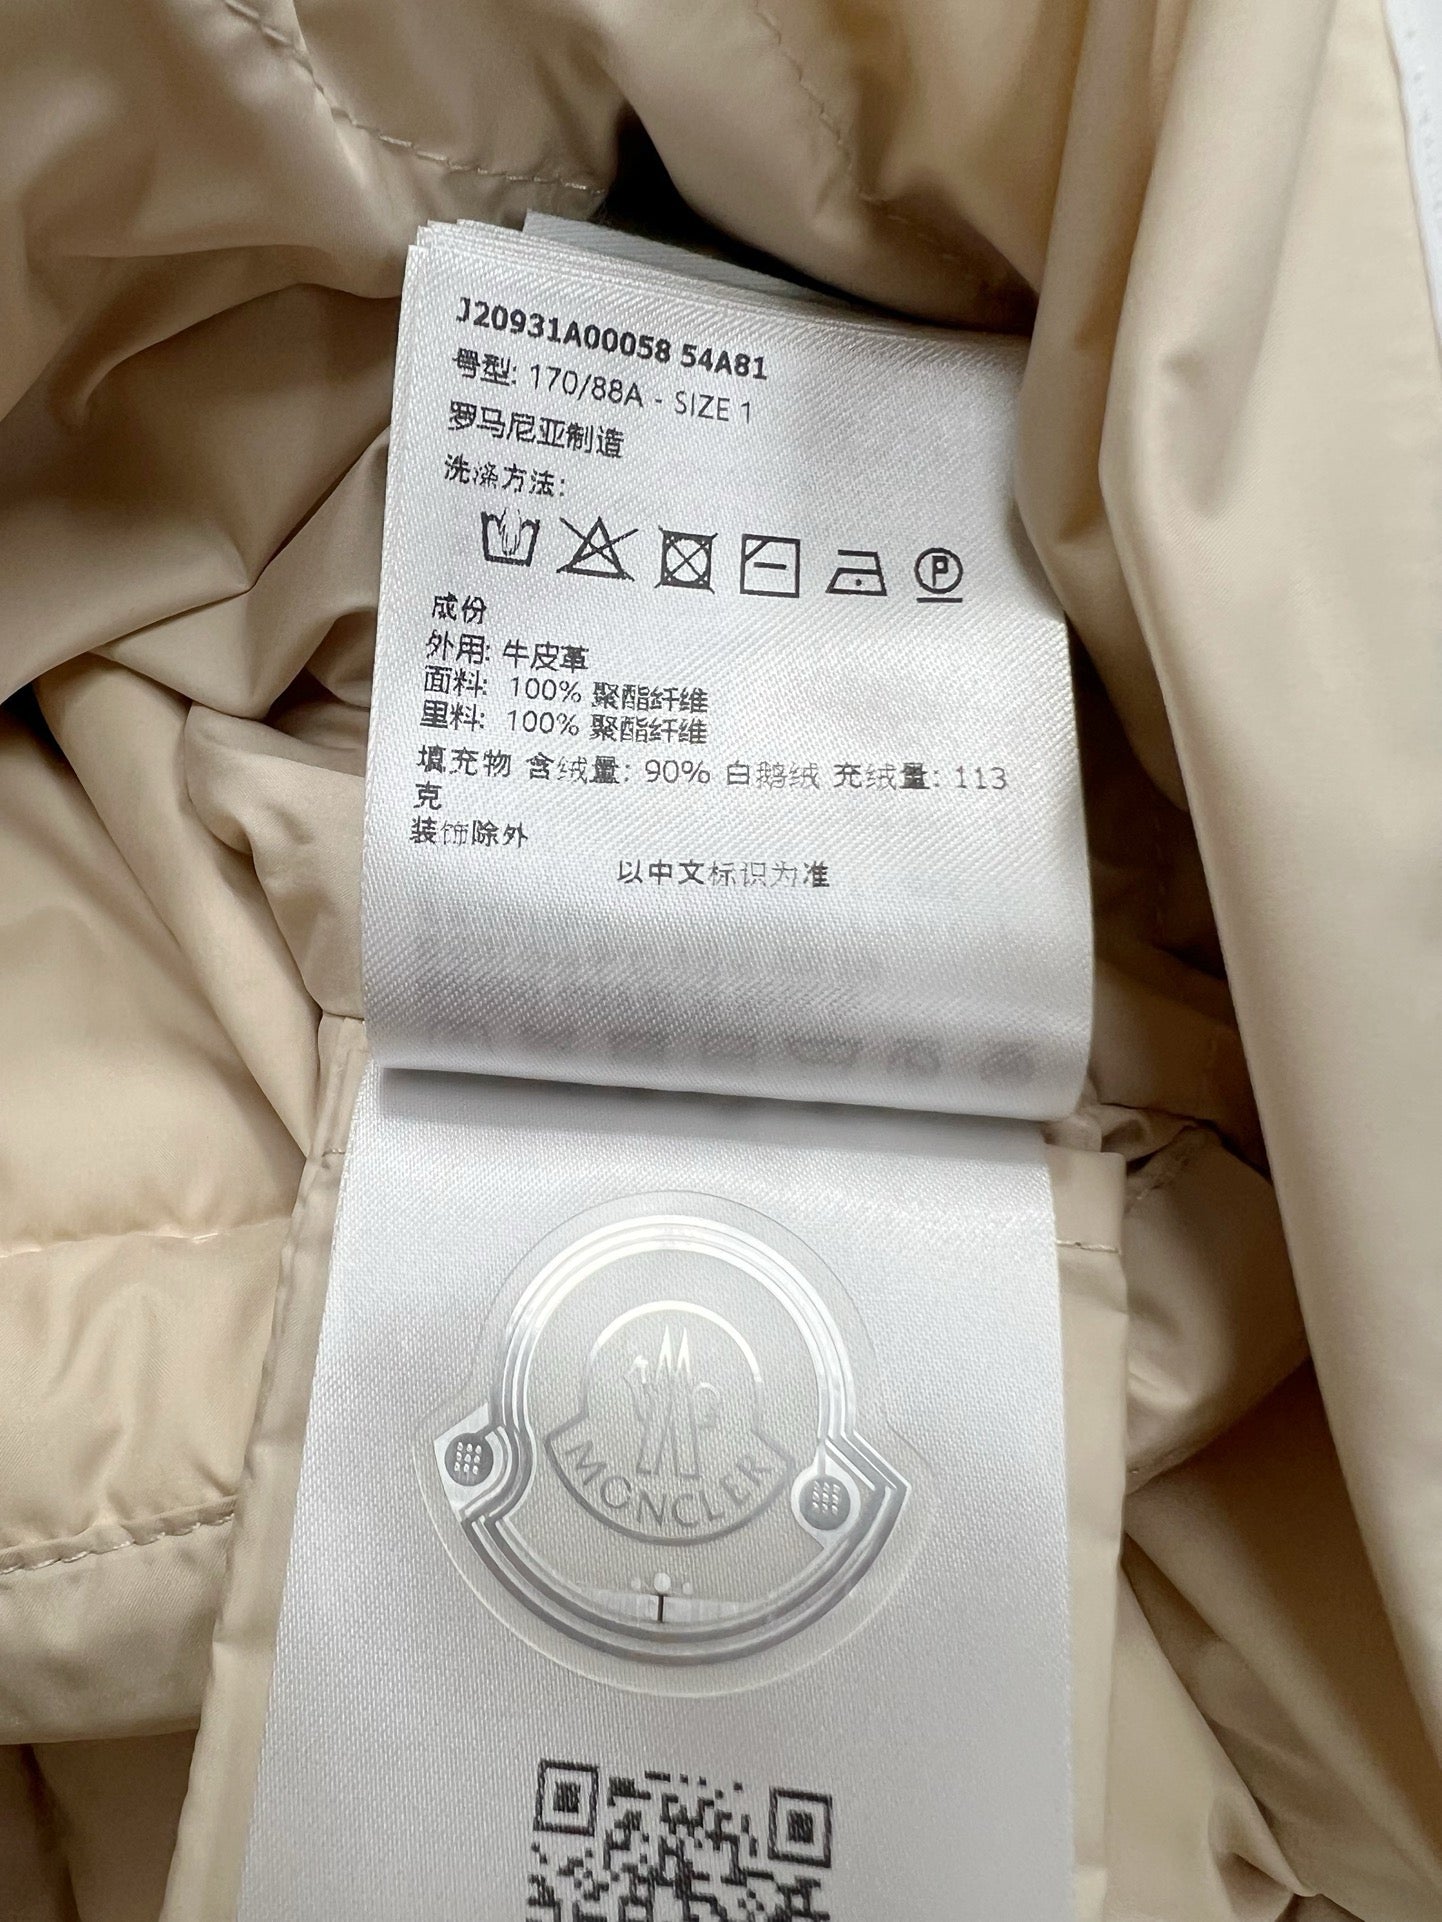 J20931A00058 54A81
号型: 170/88A - SIZE 1
罗马尼亚制造
洗涤方法:
P
成份
外用: 牛皮革
面料: 100% 聚酯纤维
里料: 100% 聚酯纤维
填充物 含绒量: 90% 白鹅绒 充绒量: 113
克
装饰除外
以中文标识为准
MONCLER